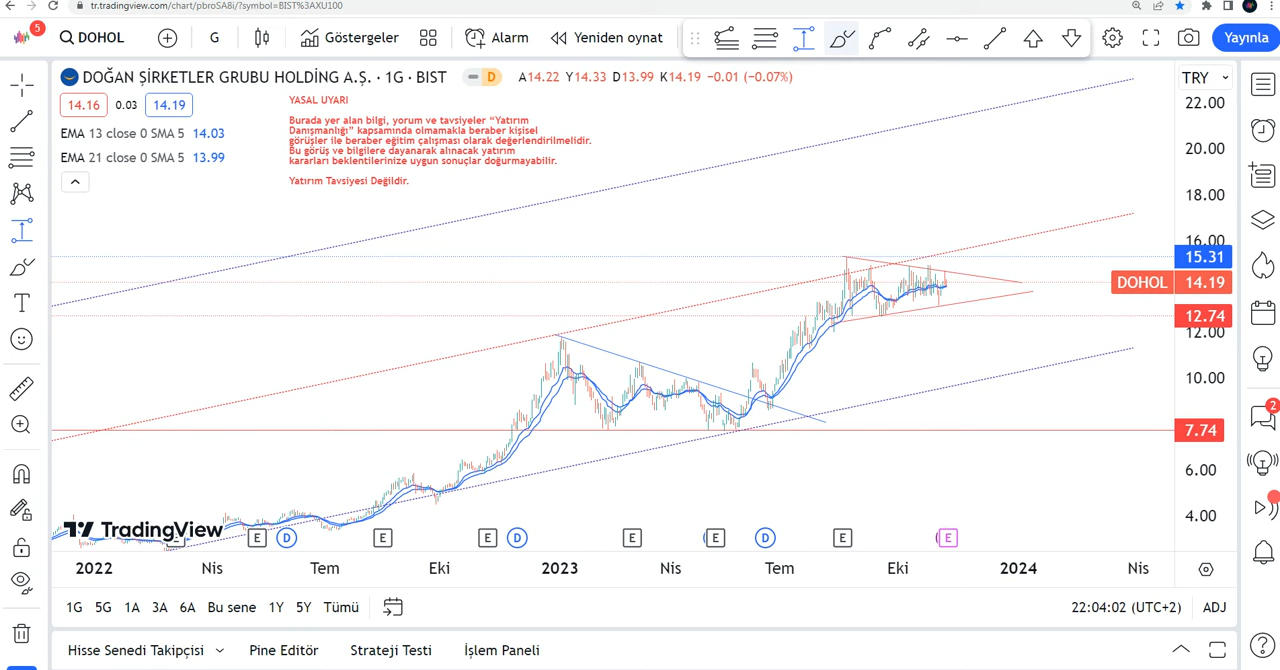 tr.tradingview.com/chart/pbroSA8i/?symbol=BIST%3AXU100
5
DOHOL
G
Göstergeler
Alarm
Yeniden oynat
Yayınla
DOĞAN ŞİRKETLER GRUBU HOLDİNG A.Ş. · 1G · BIST
D
A14.22 Y14.33 D13.99 K14.19 −0.01 (−0.07%)
TRY
14.16 0.03 14.19
EMA 13 close 0 SMA 5 14.03
EMA 21 close 0 SMA 5 13.99
YASAL UYARI
Burada yer alan bilgi, yorum ve tavsiyeler “Yatırım
Danışmanlığı” kapsamında olmamakla beraber kişisel
görüşler ile beraber eğitim çalışması olarak değerlendirilmelidir.
Bu görüş ve bilgilere dayanarak alınacak yatırım
kararları beklentilerinize uygun sonuçlar doğurmayabilir.
Yatırım Tavsiyesi Değildir.
22.00
20.00
18.00
16.00
15.31
DOHOL 14.19
12.74
12.00
10.00
7.74
6.00
4.00
2
TradingView
E E D E E D E E D E E
2022 Nis Tem Eki 2023 Nis Tem Eki 2024 Nis
1G 5G 1A 3A 6A Bu sene 1Y 5Y Tümü
22:04:02 (UTC+2) ADJ
Hisse Senedi Takipçisi Pine Editör Strateji Testi İşlem Paneli